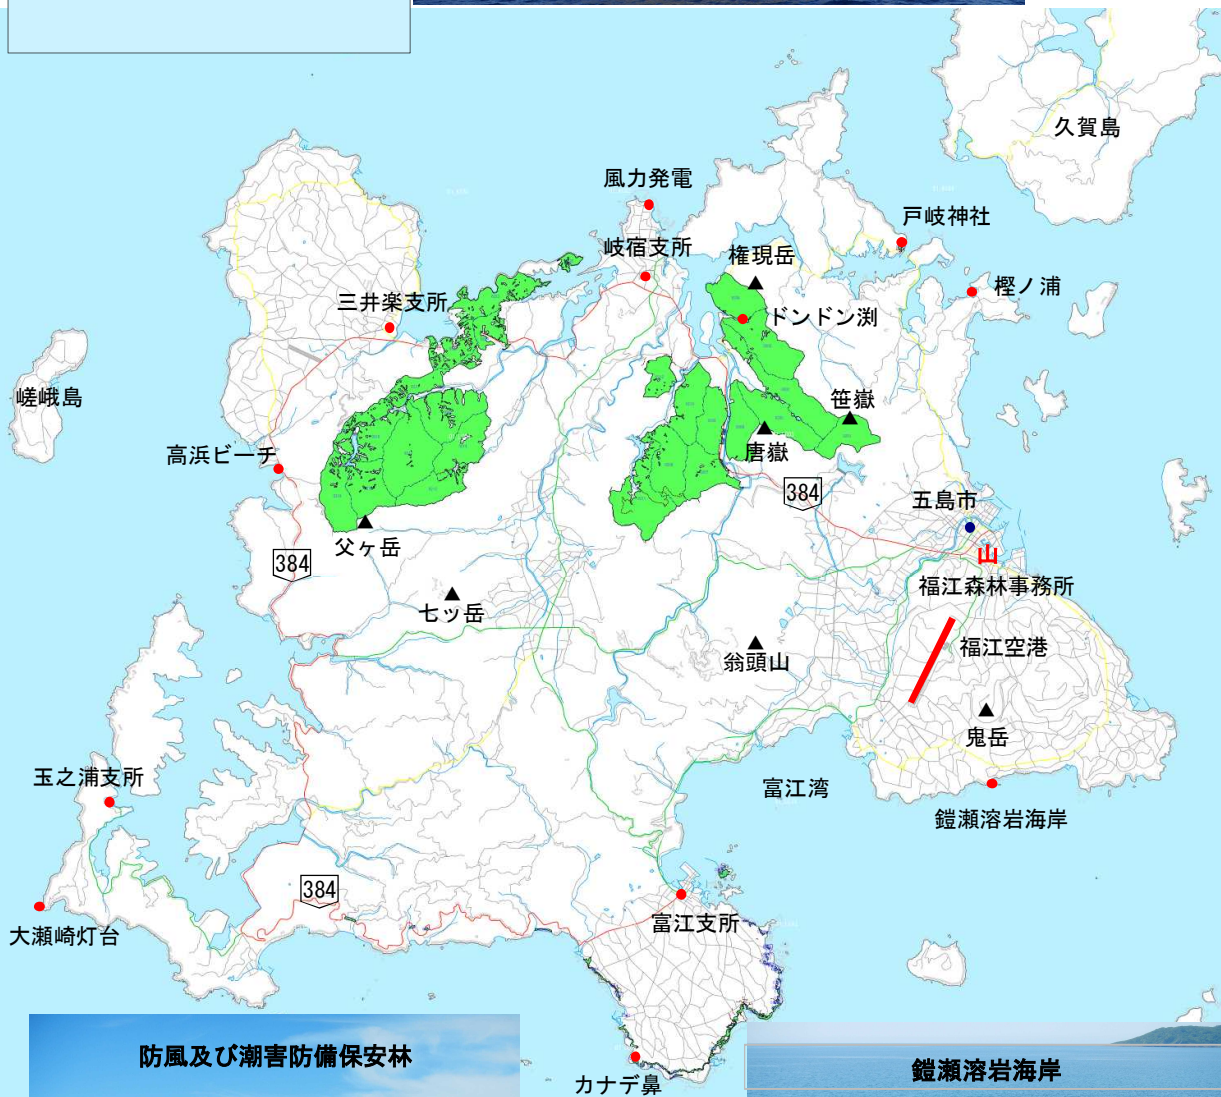 久賀島
風力発電
戸岐神社
岐宿支所
権現岳
樫ノ浦
三井楽支所
ドンドン渕
嵯峨島
笹嶽
高浜ビーチ
唐嶽
384
五島市
父ヶ岳
山
384
福江森林事務所
七ッ岳
福江空港
翁頭山
鬼岳
玉之浦支所
富江湾
鎧瀬溶岩海岸
384
富江支所
大瀬崎灯台
防風及び潮害防備保安林
カナデ鼻
鎧瀬溶岩海岸